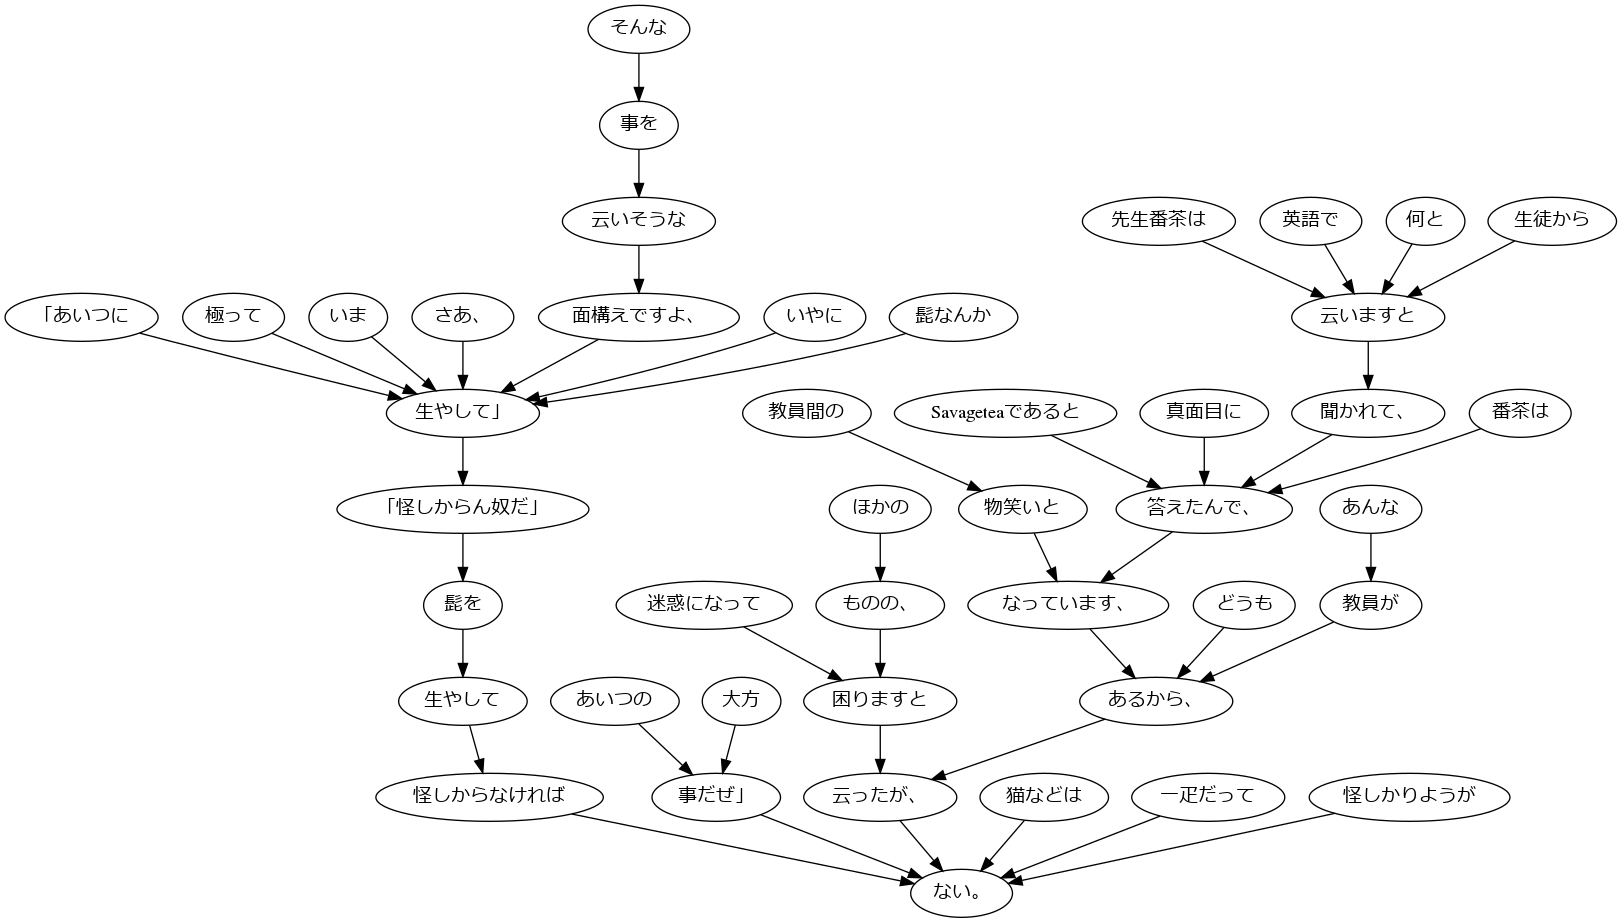 そんな
事を
云いそうな
先生番茶は
英語で
何と
生徒から
「あいつに
極って
いま
さあ、
面構えですよ、
いやに
髭なんか
云いますと
生やして」
教員間の
Savageteaであると
真面目に
聞かれて、
番茶は
「怪しからん奴だ」
ほかの
物笑いと
答えたんで、
あんな
髭を
迷惑になって
ものの、
なっています、
どうも
教員が
生やして
あいつの
大方
困りますと
あるから、
怪しからなければ
事だぜ」
云ったが、
猫などは
一疋だって
怪しかりようが
ない。